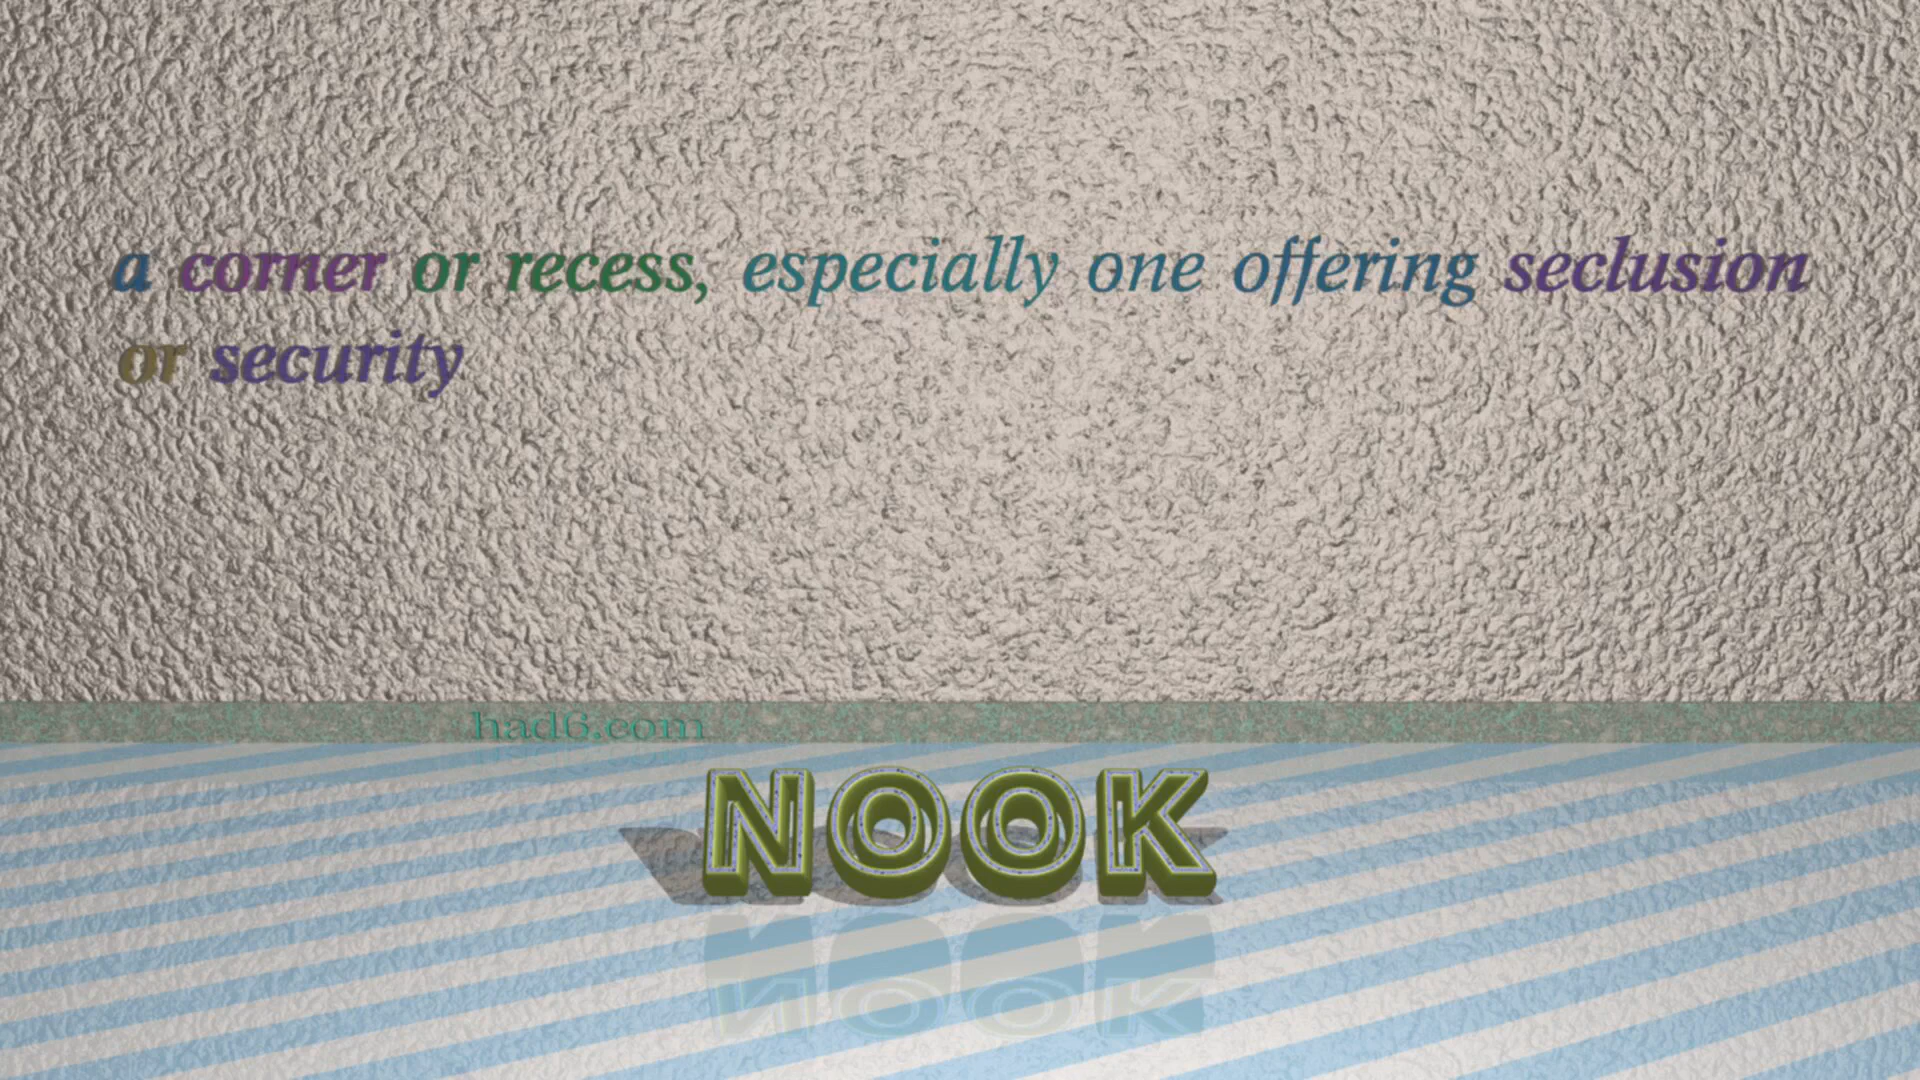 a corner or recess, especially one offering seclusion
or security
had6.com
NOOK